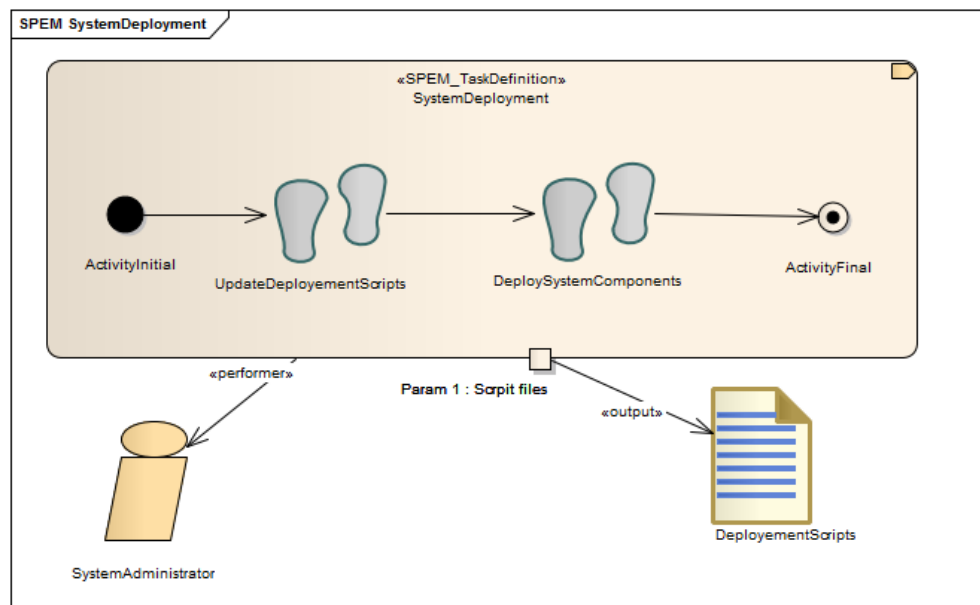 SPEM SystemDeployment
«SPEM_TaskDefinition»
SystemDeployment
ActivityInitial
UpdateDeployementScripts
DeploySystemComponents
ActivityFinal
«performer»
Param 1 : Scrpit files
«output»
DeployementScripts
SystemAdministrator